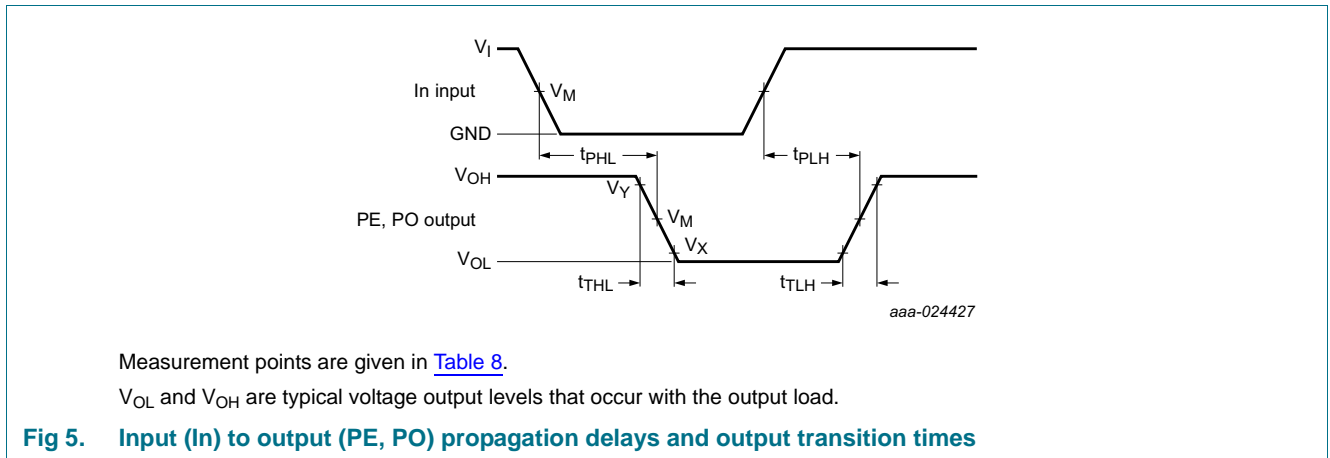 VI
In input
VM
GND
tPHL
tPLH
VOH
VY
PE, PO output
VM
VX
VOL
tTHL
tTLH
aaa-024427
Measurement points are given in Table 8.
VOL and VOH are typical voltage output levels that occur with the output load.
Fig 5. Input (In) to output (PE, PO) propagation delays and output transition times